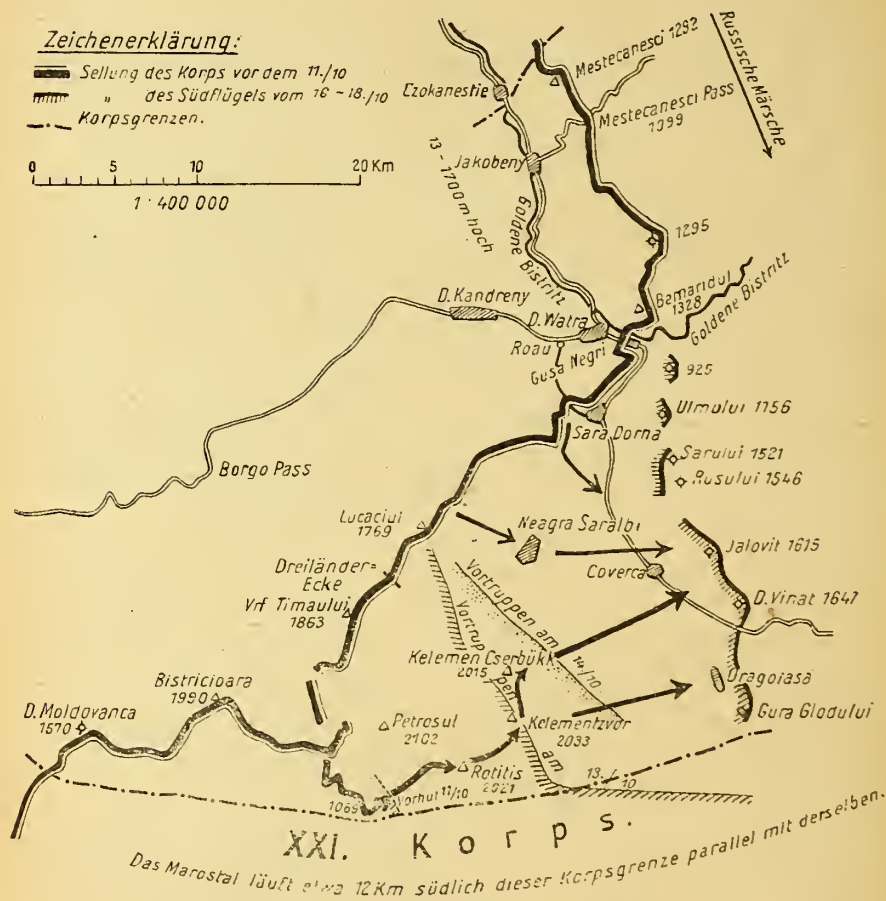 Zeichenerklärung:
Sellung des Korps vor dem 11./10
„ des Südflügels vom 16 - 18./10
Korpsgrenzen.
0 5 10 20 Km
1 : 400 000
Russische Märsche
Mestecanesci 1292
Czokanestie
Mestecanesci Pass
1099
Jakobeny
13 - 1700 m hoch
Goldene Bistritz
1295
Bemaridul
1328
Goldene Bistritz
D. Kandreny
D. Watra
Roau
Gusa Negri
925
Ulmului 1156
Sara Dorna
Sarului 1521
Rusului 1546
Borgo Pass
Lucaciul
1769
Neagra Saralbi
Jalovit 1615
Coverca
Dreiländer=
Ecke
Vrf Timaului
1863
Vortruppen am 14/10
D. Vinat 1647
Kelemen Cserbükk
2015
Vortruppen am 13./10
Dragoiasa
Bistricioara
1990
D. Moldovanca
1510
Petrosul
2102
Kelementzvor
2033
Gura Glodului
Rotitis
2021
1069
Vorhut 11/10
XXI. Korps.
Das Marostal läuft etwa 12 Km südlich dieser Korpsgrenze parallel mit derselben.